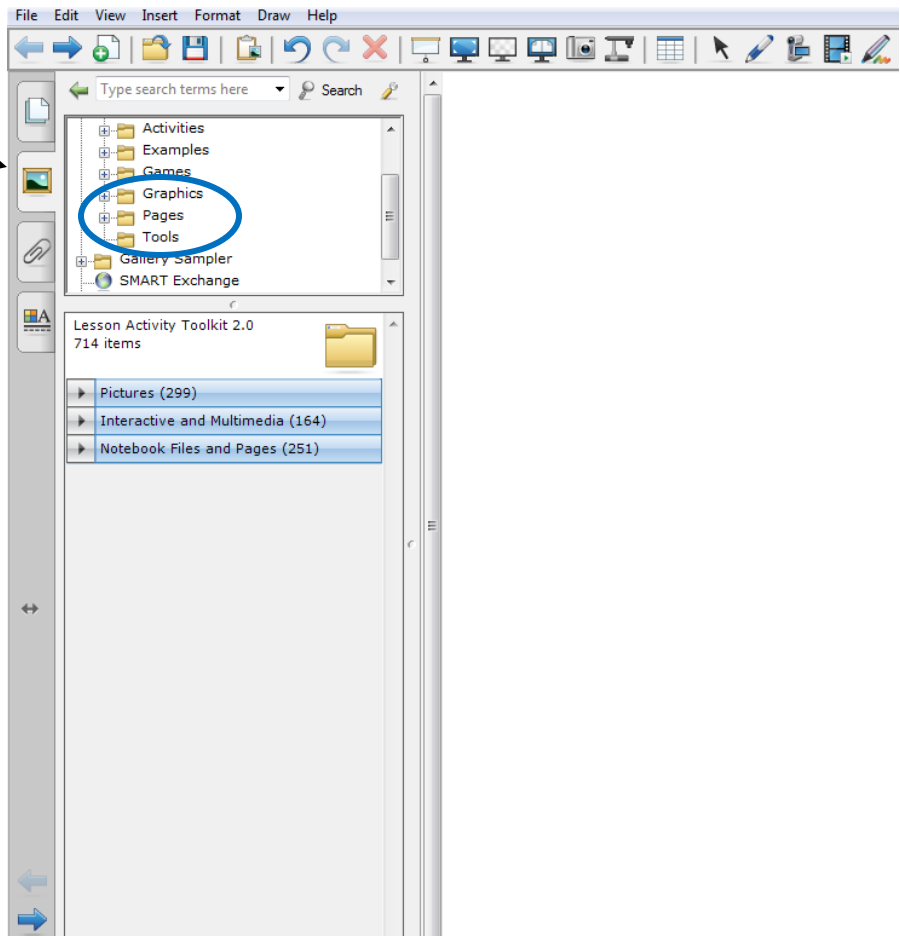 File Edit View Insert Format Draw Help
Type search terms here Search
Activities
Examples
Games
Graphics
Pages
Tools
Gallery Sampler
SMART Exchange
Lesson Activity Toolkit 2.0
714 items
Pictures (299)
Interactive and Multimedia (164)
Notebook Files and Pages (251)
A